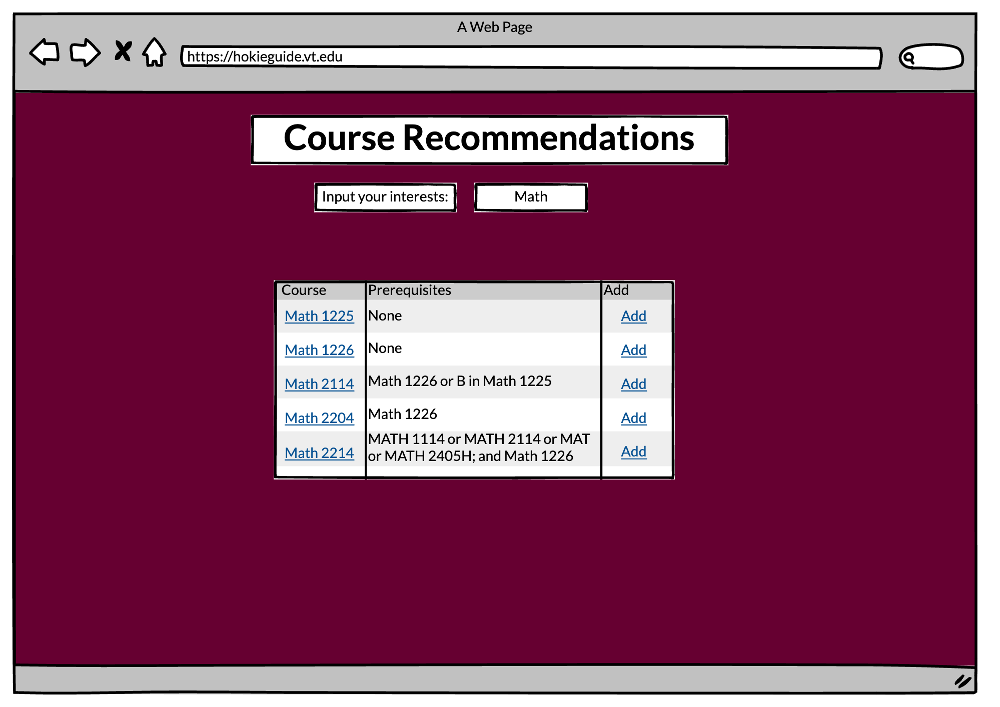 A Web Page
https://hokieguide.vt.edu
Course Recommendations
Input your interests: Math
Course Prerequisites Add
Math 1225 None Add
Math 1226 None Add
Math 2114 Math 1226 or B in Math 1225 Add
Math 2204 Math 1226 Add
Math 2214 MATH 1114 or MATH 2114 or MAT Add
or MATH 2405H; and Math 1226